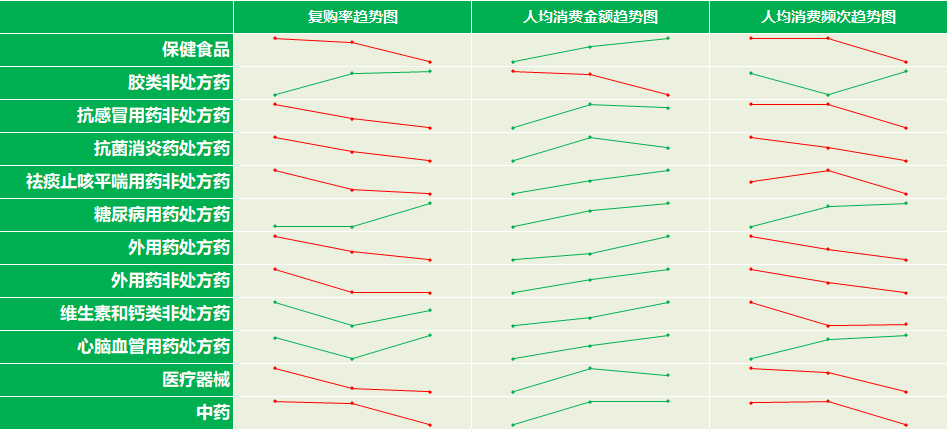 复购率趋势图 人均消费金额趋势图 人均消费频次趋势图
保健食品
胶类非处方药
抗感冒用药非处方药
抗菌消炎药处方药
祛痰止咳平喘用药非处方药
糖尿病用药处方药
外用药处方药
外用药非处方药
维生素和钙类非处方药
心脑血管用药处方药
医疗器械
中药